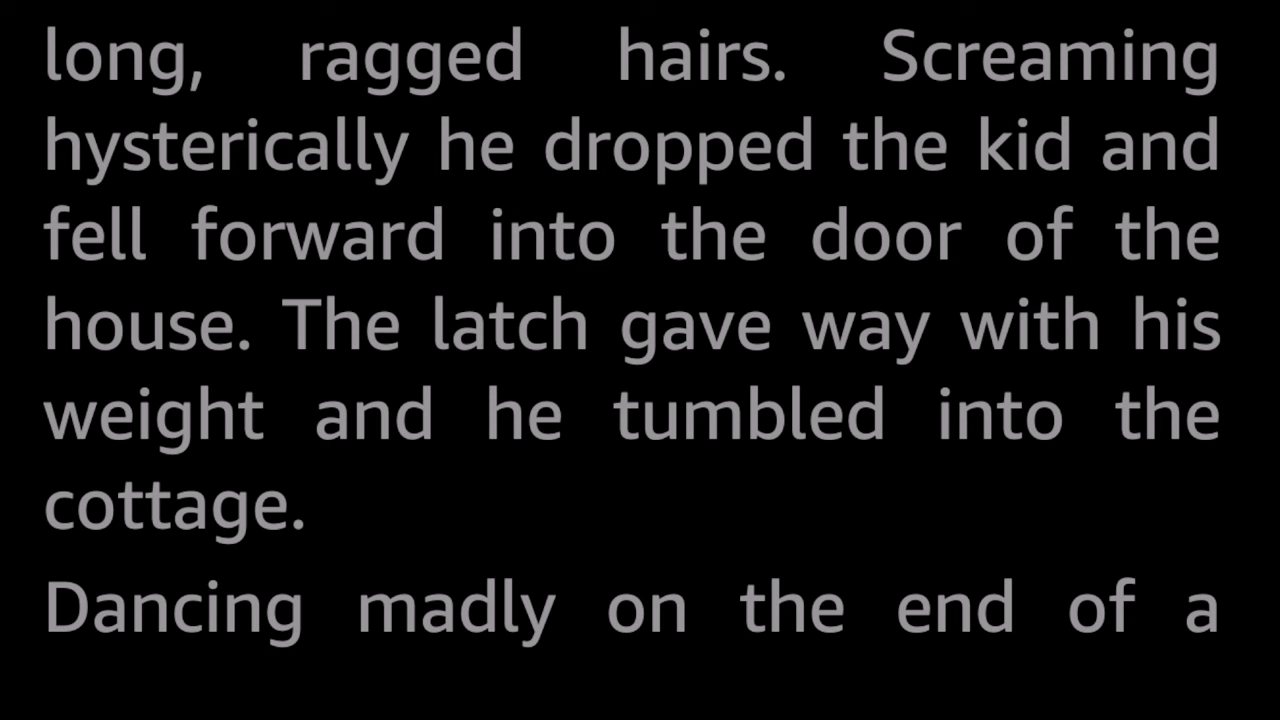 long, ragged hairs. Screaming
hysterically he dropped the kid and
fell forward into the door of the
house. The latch gave way with his
weight and he tumbled into the
cottage.
Dancing madly on the end of a